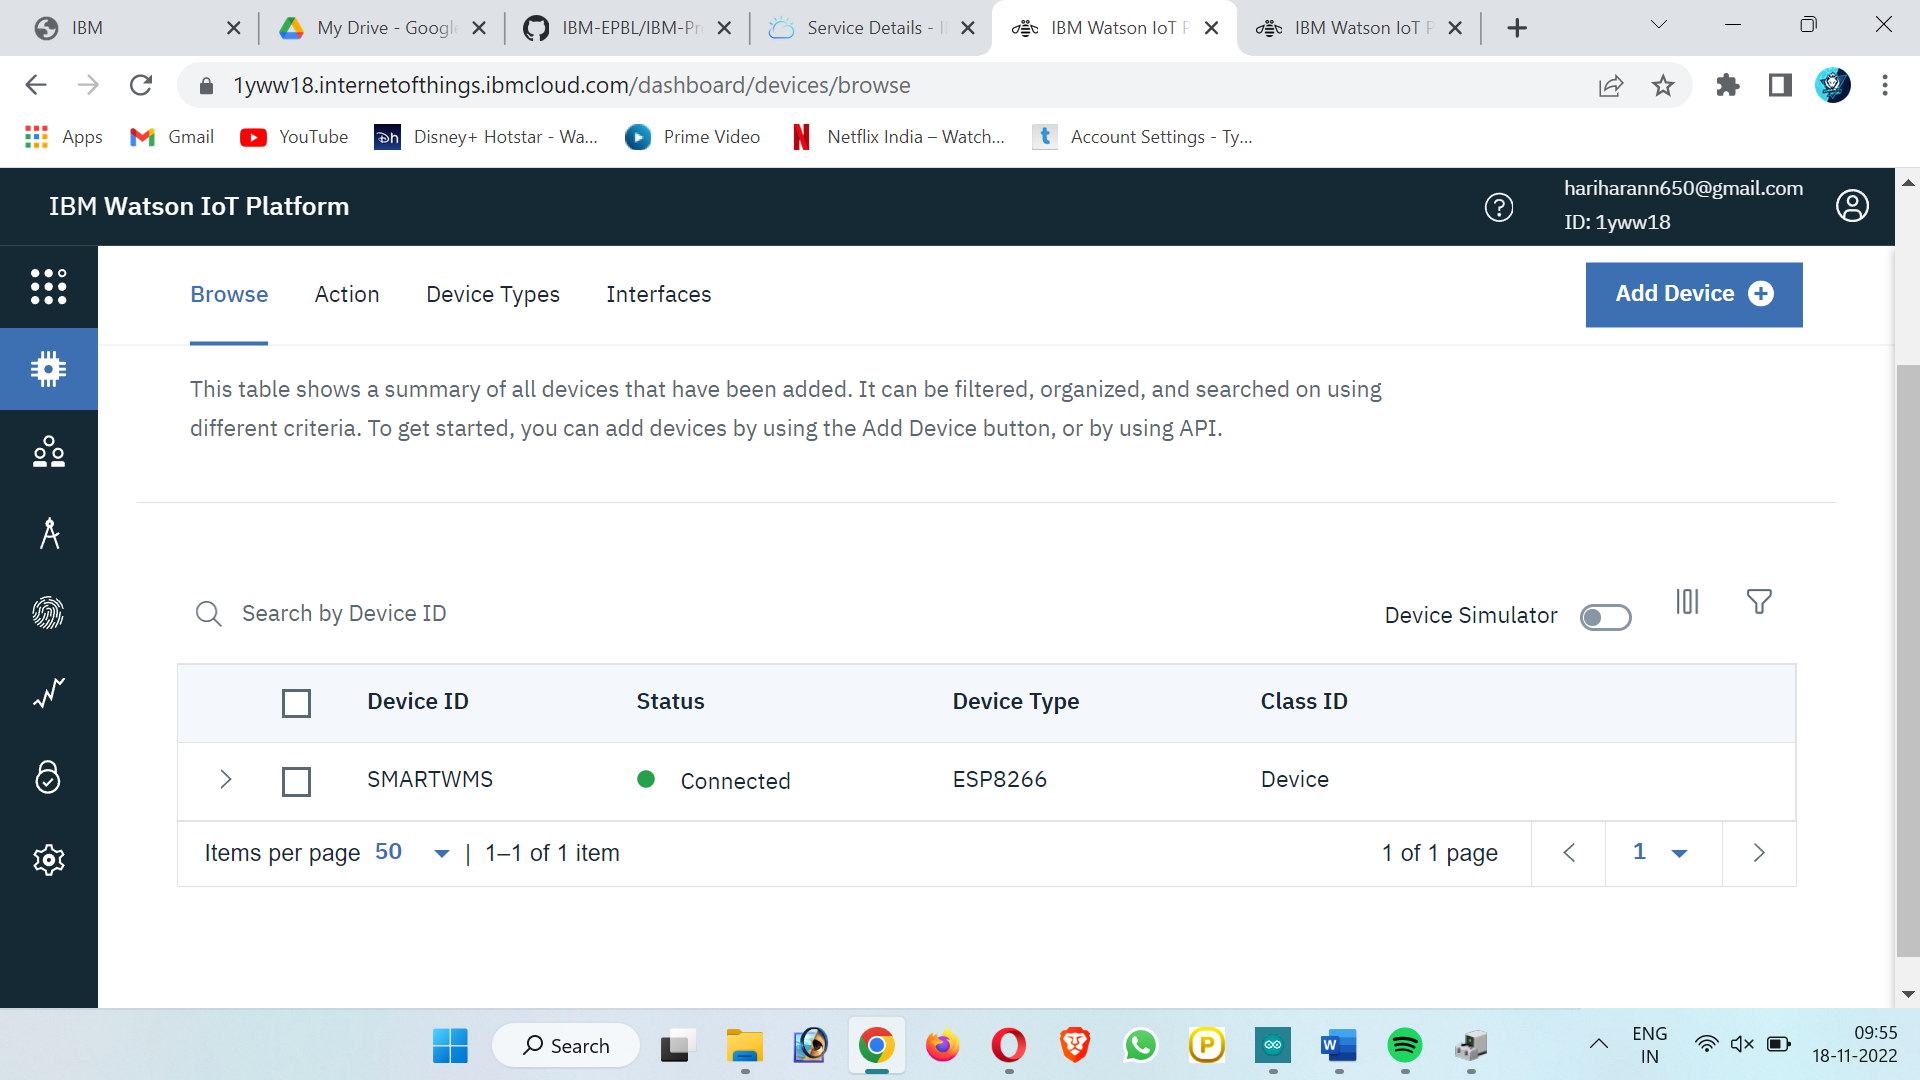 IBM
My Drive - Google
IBM-EPBL/IBM-Pr
Service Details - I
IBM Watson IoT P
IBM Watson IoT P
1yww18.internetofthings.ibmcloud.com/dashboard/devices/browse
Apps
Gmail
YouTube
Disney+ Hotstar - Wa...
Prime Video
Netflix India – Watch...
Account Settings - Ty...
IBM Watson IoT Platform
hariharann650@gmail.com
ID: 1yww18
Browse
Action
Device Types
Interfaces
Add Device
This table shows a summary of all devices that have been added. It can be filtered, organized, and searched on using
different criteria. To get started, you can add devices by using the Add Device button, or by using API.
Search by Device ID
Device Simulator
Device ID Status Device Type Class ID
SMARTWMS Connected ESP8266 Device
Items per page 50 | 1–1 of 1 item
1 of 1 page
1
Search
ENG
IN
09:55
18-11-2022